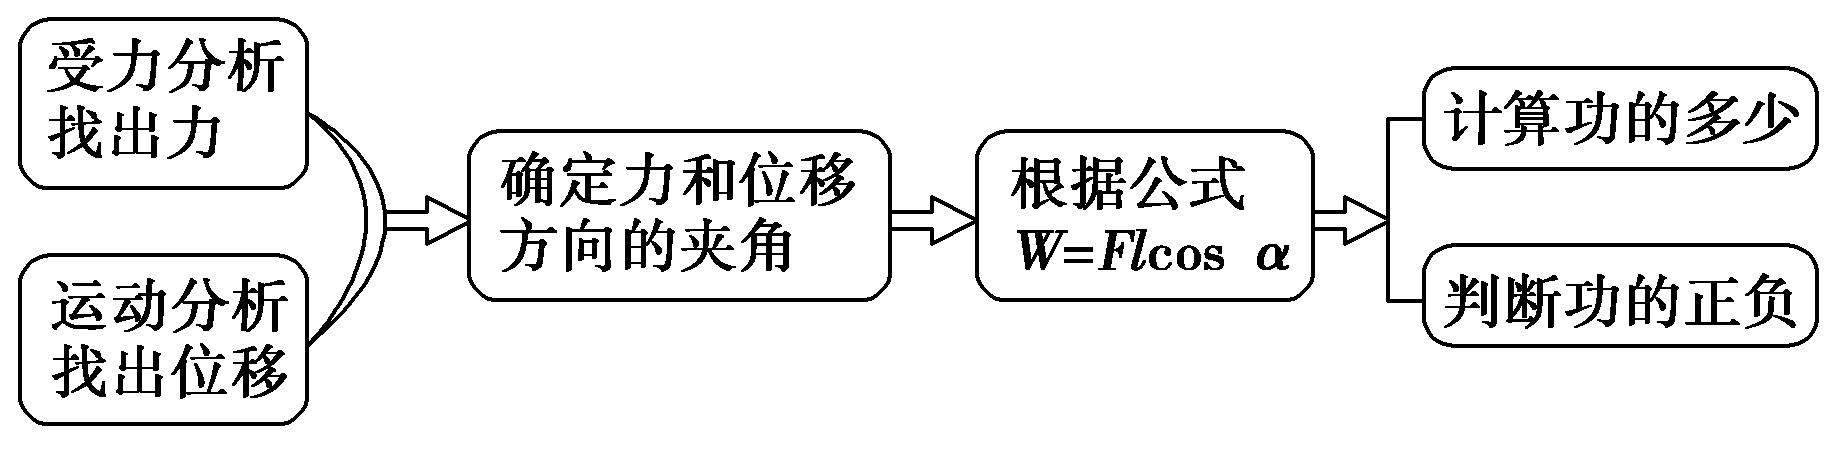 受力分析
找出力
运动分析
找出位移
确定力和位移
方向的夹角
根据公式
W=Flcos α
计算功的多少
判断功的正负